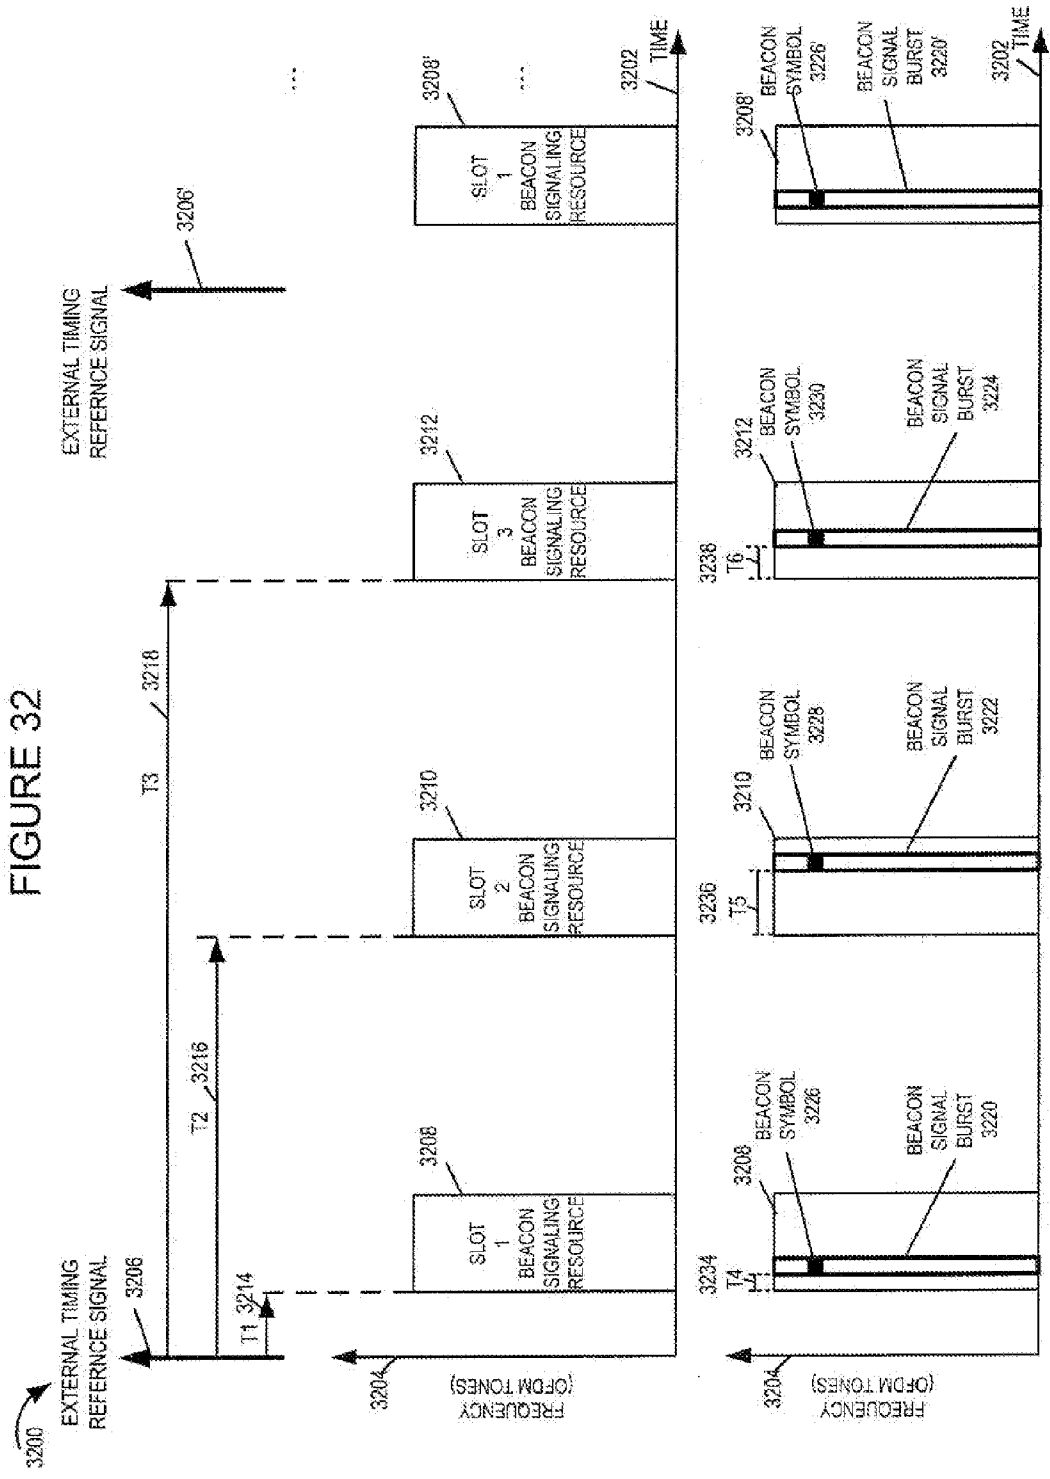 FIGURE 32
3200
EXTERNAL TIMING
REFERNCE SIGNAL
3206
EXTERNAL TIMING
REFERNCE SIGNAL
3206'
T3
3218
T2
3216
T1
3214
FREQUENCY
(OFDM TONES)
3204
SLOT
1
BEACON
SIGNALING
RESOURCE
3208
SLOT
2
BEACON
SIGNALING
RESOURCE
3210
SLOT
3
BEACON
SIGNALING
RESOURCE
3212
SLOT
1
BEACON
SIGNALING
RESOURCE
3208'
...
...
3202
TIME
FREQUENCY
(OFDM TONES)
3204
3234
T4
3208
BEACON
SYMBOL
3226
BEACON
SIGNAL
BURST
3220
3236
T5
3210
BEACON
SYMBOL
3228
BEACON
SIGNAL
BURST
3222
3238
T6
3212
BEACON
SYMBOL
3230
BEACON
SIGNAL
BURST
3224
3208'
BEACON
SYMBOL
3226'
BEACON
SIGNAL
BURST
3220'
3202
TIME